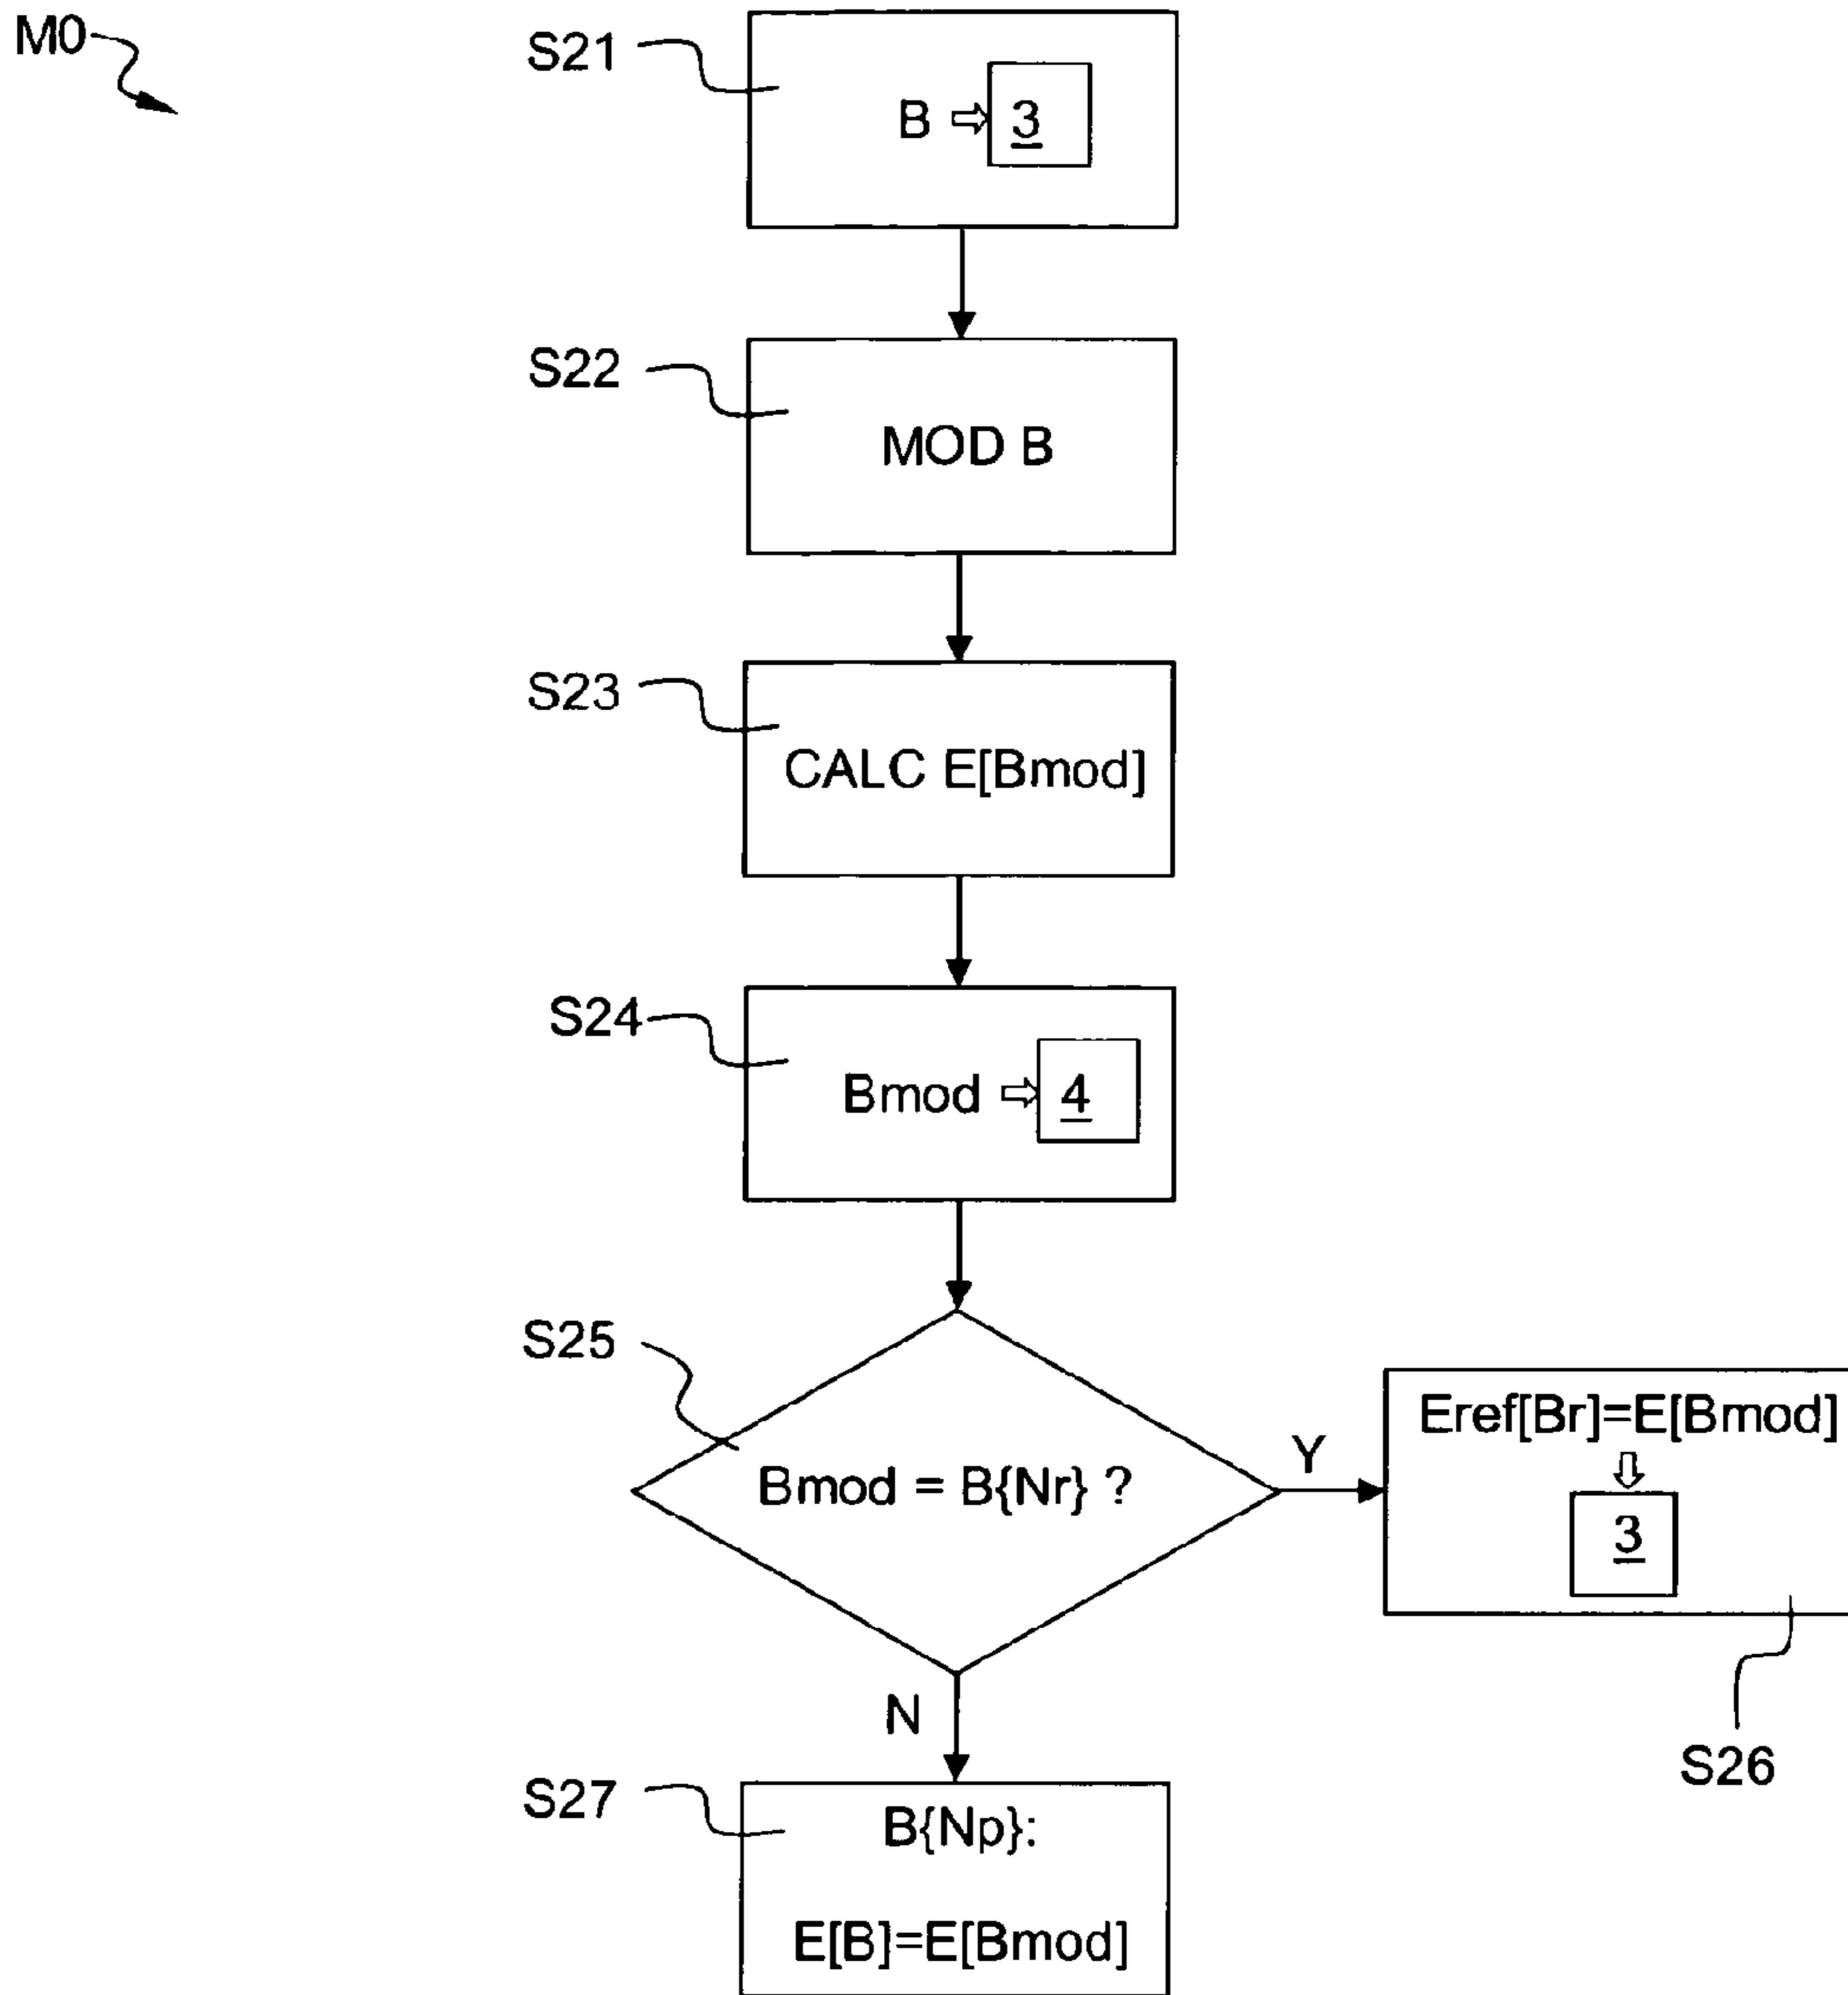 M0
S21
B ⇨ 3
S22
MOD B
S23
CALC E[Bmod]
S24
Bmod ⇨ 4
S25
Bmod = B{Nr} ?
Y
Eref[Br]=E[Bmod]
3
S26
N
S27
B{Np}:
E[B]=E[Bmod]